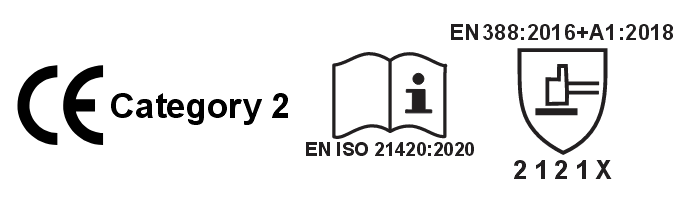 CE Category 2
i
EN ISO 21420:2020
EN 388:2016+A1:2018
2 1 2 1 X